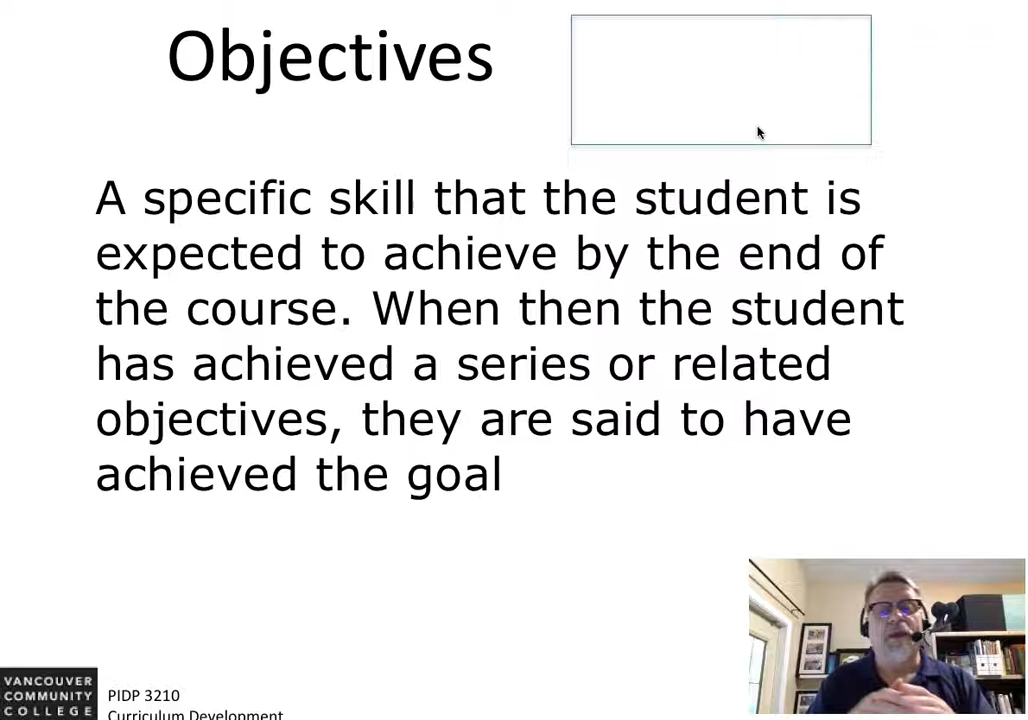 Objectives
A specific skill that the student is
expected to achieve by the end of
the course. When then the student
has achieved a series or related
objectives, they are said to have
achieved the goal
VANCOUVER
COMMUNITY
COLLEGE
PIDP 3210
Curriculum Development